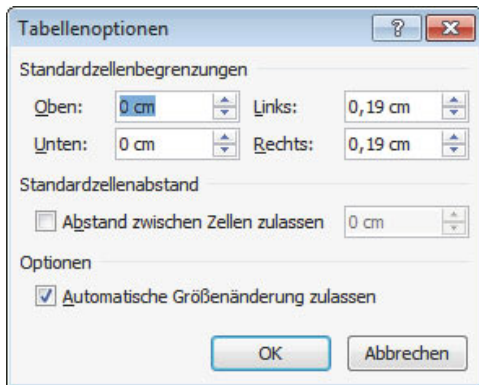 Tabellenoptionen
Standardzellenbegrenzungen
Oben: 0 cm Links: 0,19 cm
Unten: 0 cm Rechts: 0,19 cm
Standardzellenabstand
Abstand zwischen Zellen zulassen 0 cm
Optionen
Automatische Größenänderung zulassen
OK Abbrechen